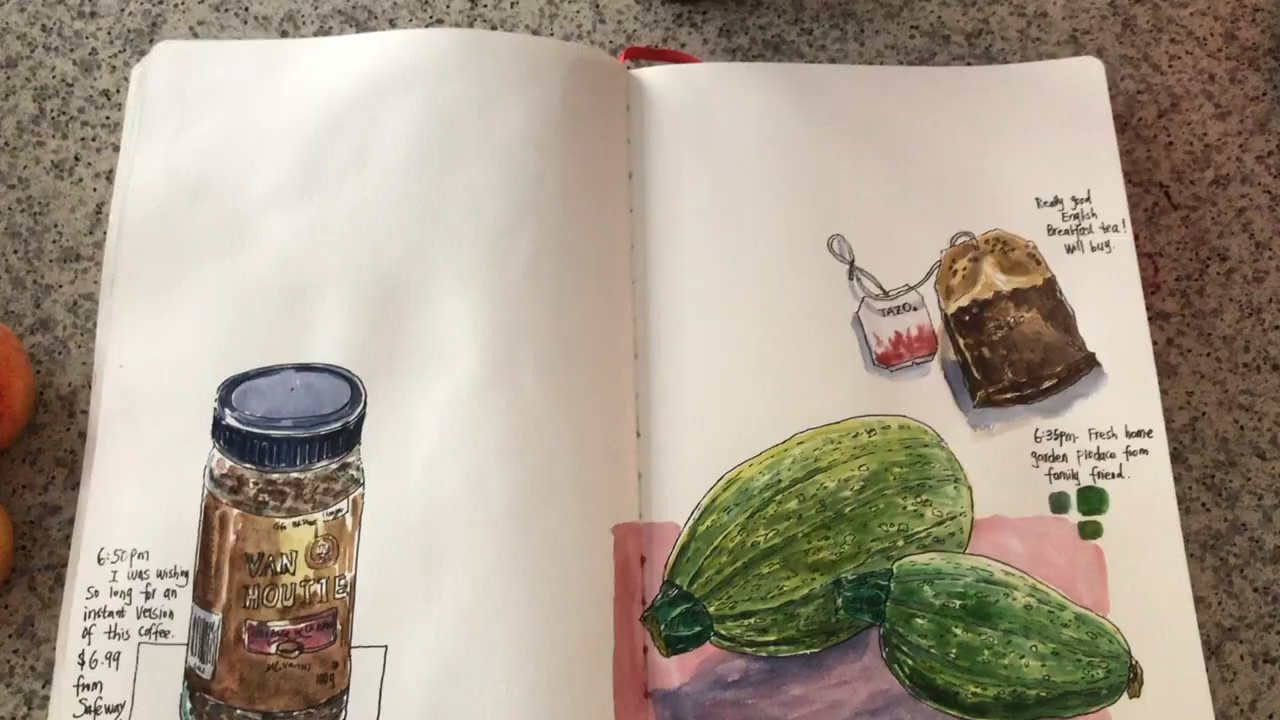 6:50pm
I was wishing
so long for an
instant version
of this coffee.
$6.99
from
Safeway
VAN
HOUTTE
100g
Really good
English
Breakfast tea!
Will buy.
TAZO.
6:35pm- Fresh home
garden produce from
family friend.